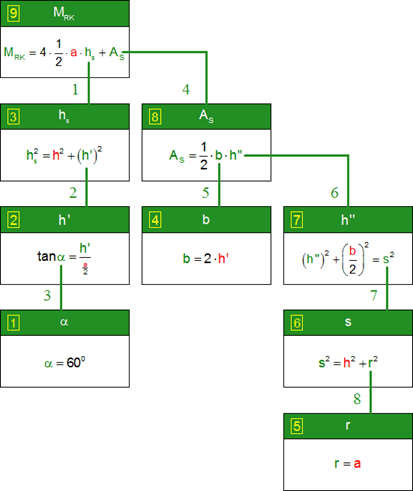 9 M_RK
M_RK = 4 · 1/2 · a · h_s + A_S
1 4
3 h_s
h_s² = h² + (h')²
8 A_S
A_S = 1/2 · b · h"
2 5 6
2 h'
tanα = h' / (a/2)
4 b
b = 2 · h'
7 h"
(h")² + (b/2)² = s²
3 7
1 α
α = 60⁰
6 s
s² = h² + r²
8
5 r
r = a